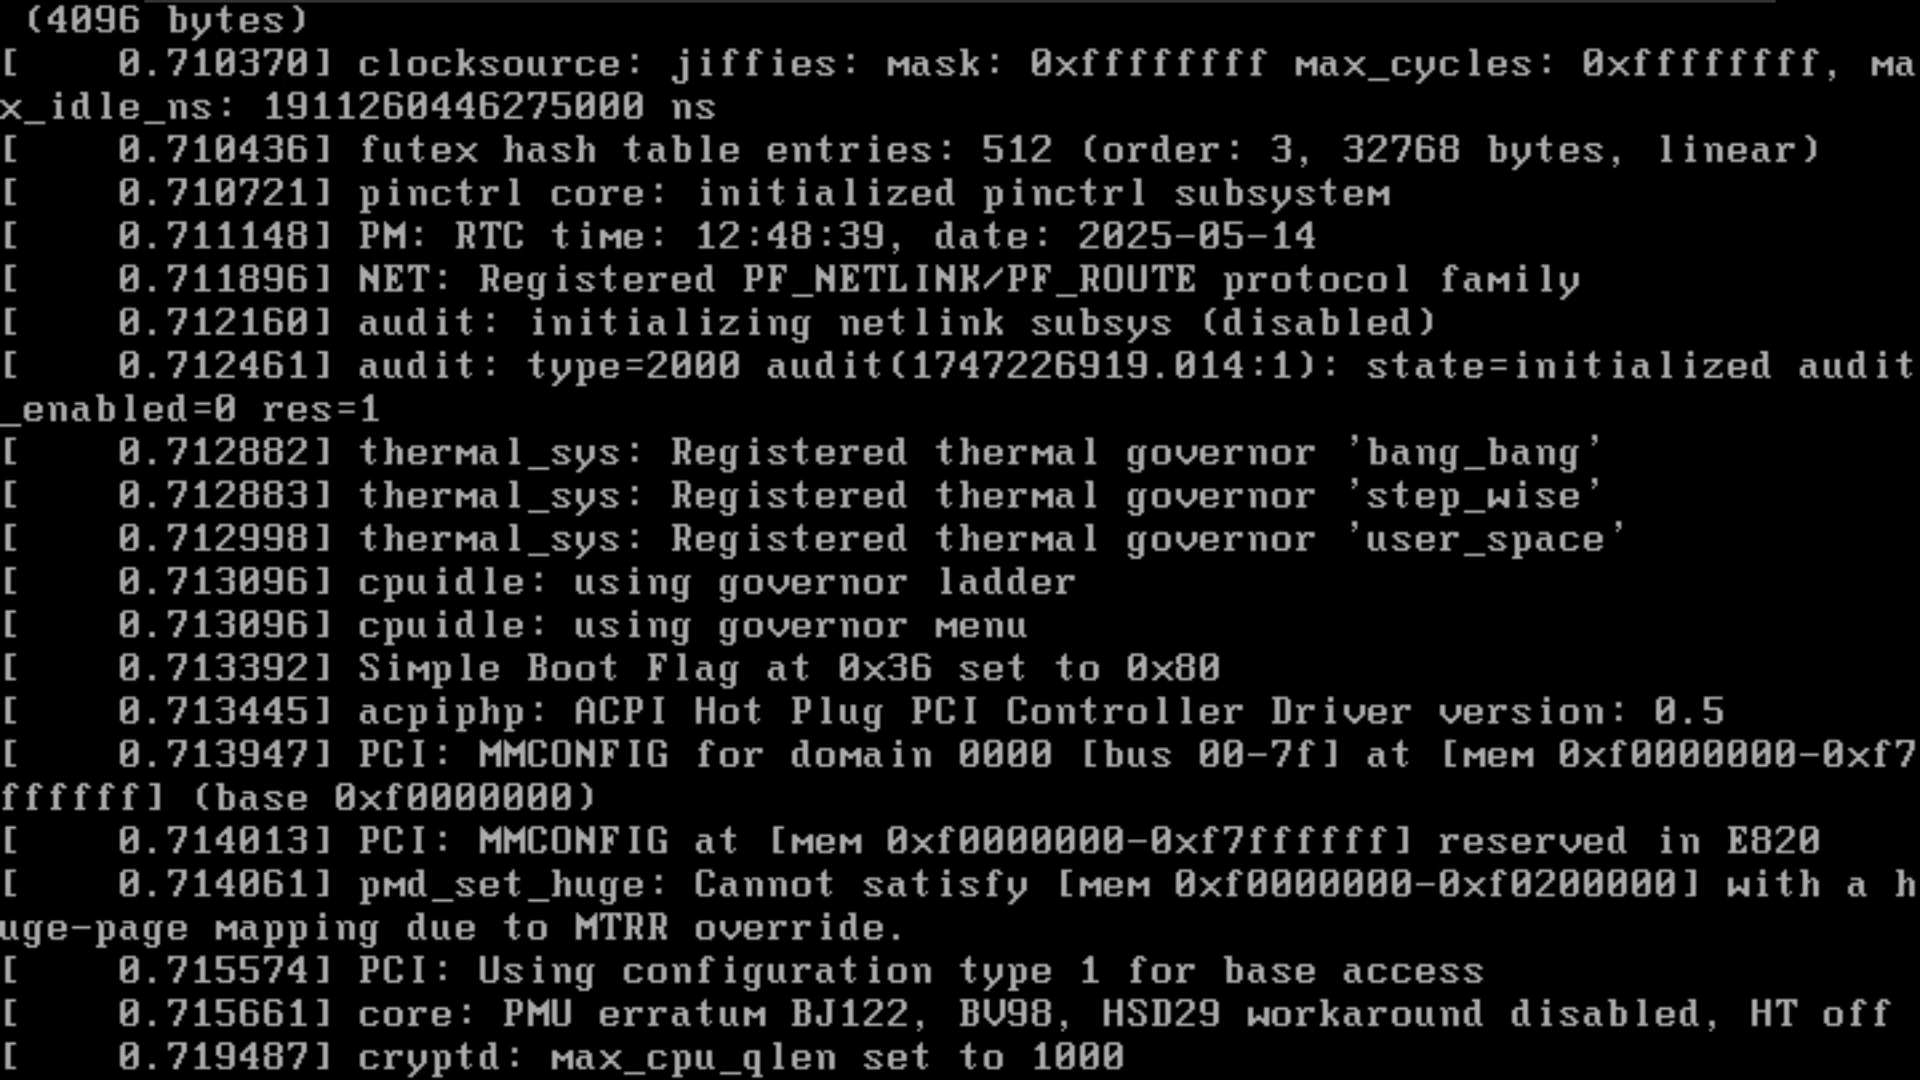 (4096 bytes)
[    0.710370] clocksource: jiffies: mask: 0xffffffff max_cycles: 0xffffffff, ma
x_idle_ns: 19112604462750000 ns
[    0.710436] futex hash table entries: 512 (order: 3, 32768 bytes, linear)
[    0.710721] pinctrl core: initialized pinctrl subsystem
[    0.711148] PM: RTC time: 12:48:39, date: 2025-05-14
[    0.711896] NET: Registered PF_NETLINK/PF_ROUTE protocol family
[    0.712160] audit: initializing netlink subsys (disabled)
[    0.712461] audit: type=2000 audit(1747226919.014:1): state=initialized audit
_enabled=0 res=1
[    0.712882] thermal_sys: Registered thermal governor 'bang_bang'
[    0.712883] thermal_sys: Registered thermal governor 'step_wise'
[    0.712998] thermal_sys: Registered thermal governor 'user_space'
[    0.713096] cpuidle: using governor ladder
[    0.713096] cpuidle: using governor menu
[    0.713392] Simple Boot Flag at 0x36 set to 0x80
[    0.713445] acpiphp: ACPI Hot Plug PCI Controller Driver version: 0.5
[    0.713947] PCI: MMCONFIG for domain 0000 [bus 00-7f] at [mem 0xf0000000-0xf7
ffffff] (base 0xf0000000)
[    0.714013] PCI: MMCONFIG at [mem 0xf0000000-0xf7ffffff] reserved in E820
[    0.714061] pmd_set_huge: Cannot satisfy [mem 0xf0000000-0xf0200000] with a h
uge-page mapping due to MTRR override.
[    0.715574] PCI: Using configuration type 1 for base access
[    0.715661] core: PMU erratum BJ122, BV98, HSD29 workaround disabled, HT off
[    0.719487] cryptd: max_cpu_qlen set to 1000